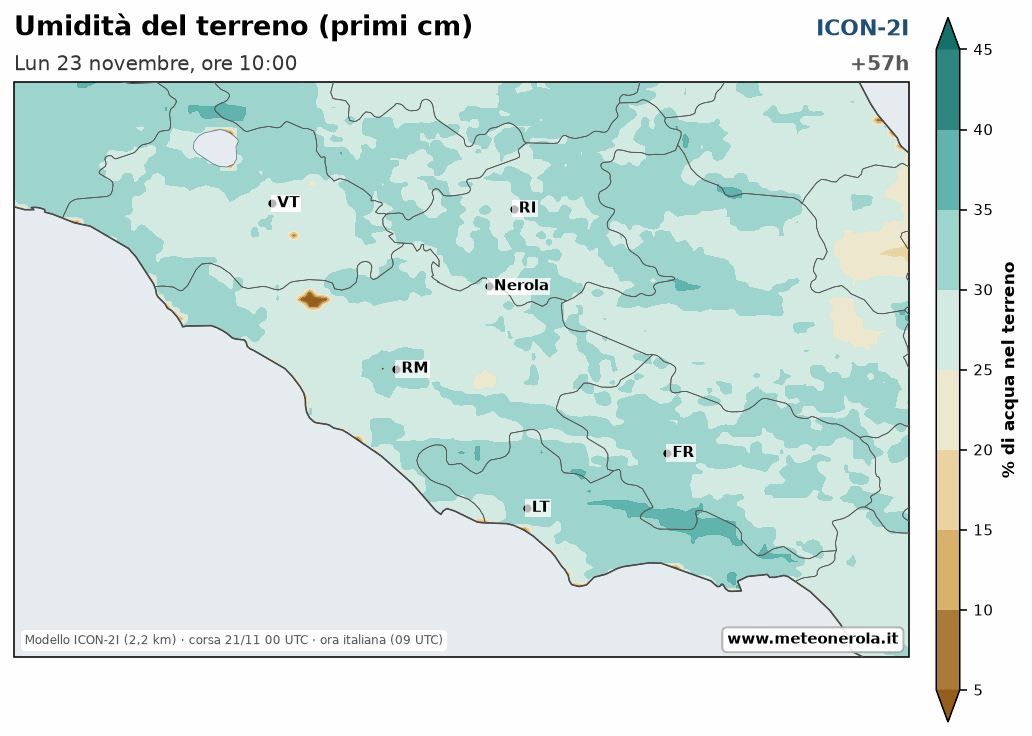 Umidità del terreno (primi cm)
ICON-2I
Lun 23 novembre, ore 10:00
+57h
45
40
35
30
25
20
15
10
5
% di acqua nel terreno
VT
RI
Nerola
RM
FR
LT
Modello ICON-2I (2,2 km) · corsa 21/11 00 UTC · ora italiana (09 UTC)
www.meteonerola.it